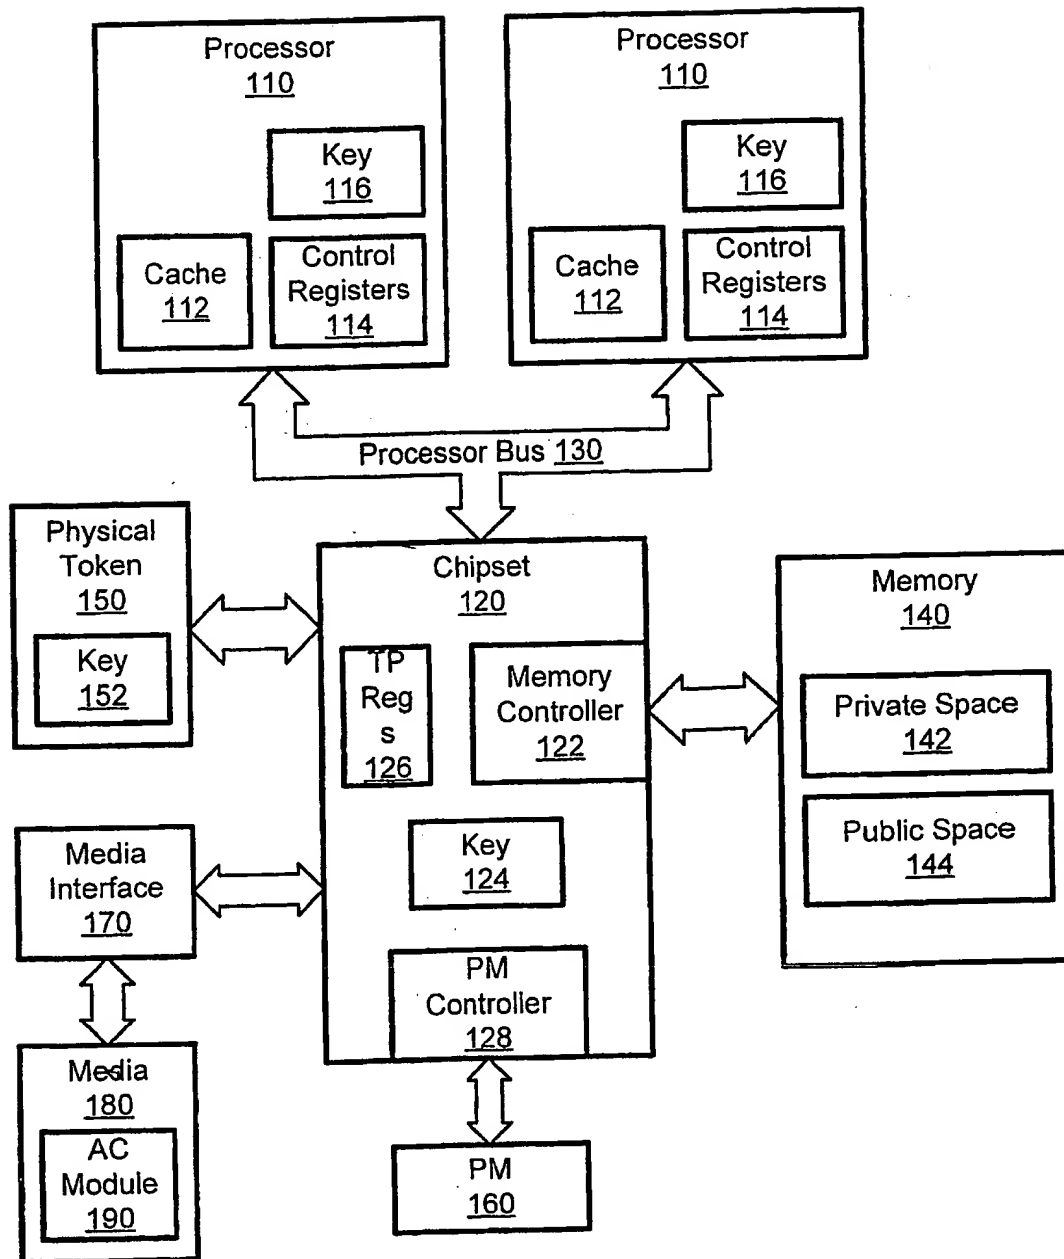 Processor
110
Key
116
Cache
112
Control
Registers
114
Processor
110
Key
116
Cache
112
Control
Registers
114
Processor Bus 130
Physical
Token
150
Key
152
Chipset
120
TP
Reg
s
126
Memory
Controller
122
Key
124
PM
Controller
128
Memory
140
Private Space
142
Public Space
144
Media
Interface
170
Media
180
AC
Module
190
PM
160